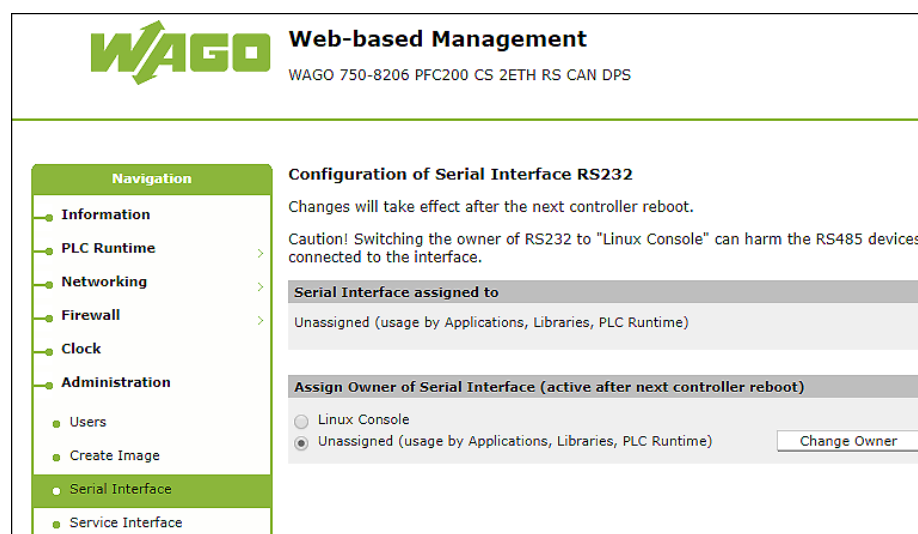 WAGO
Web-based Management
WAGO 750-8206 PFC200 CS 2ETH RS CAN DPS
Navigation
Information
PLC Runtime
Networking
Firewall
Clock
Administration
Users
Create Image
Serial Interface
Service Interface
Configuration of Serial Interface RS232
Changes will take effect after the next controller reboot.
Caution! Switching the owner of RS232 to "Linux Console" can harm the RS485 devices
connected to the interface.
Serial Interface assigned to
Unassigned (usage by Applications, Libraries, PLC Runtime)
Assign Owner of Serial Interface (active after next controller reboot)
Linux Console
Unassigned (usage by Applications, Libraries, PLC Runtime)
Change Owner